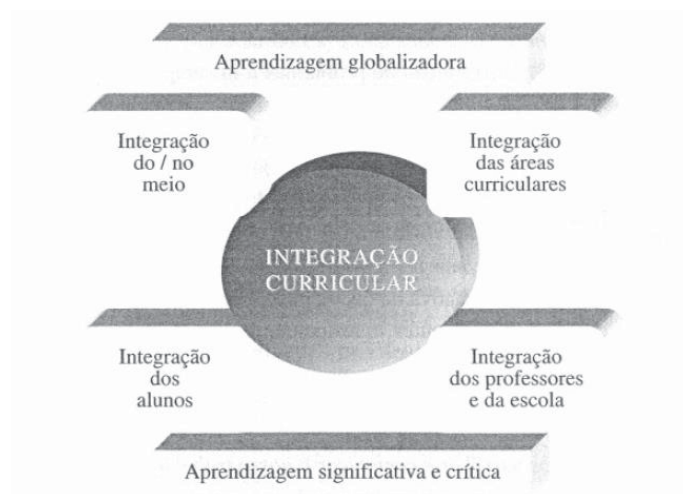 Aprendizagem globalizadora
Integração
do / no
meio
Integração
das áreas
curriculares
INTEGRAÇÃO
CURRICULAR
Integração
dos
alunos
Integração
dos professores
e da escola
Aprendizagem significativa e crítica